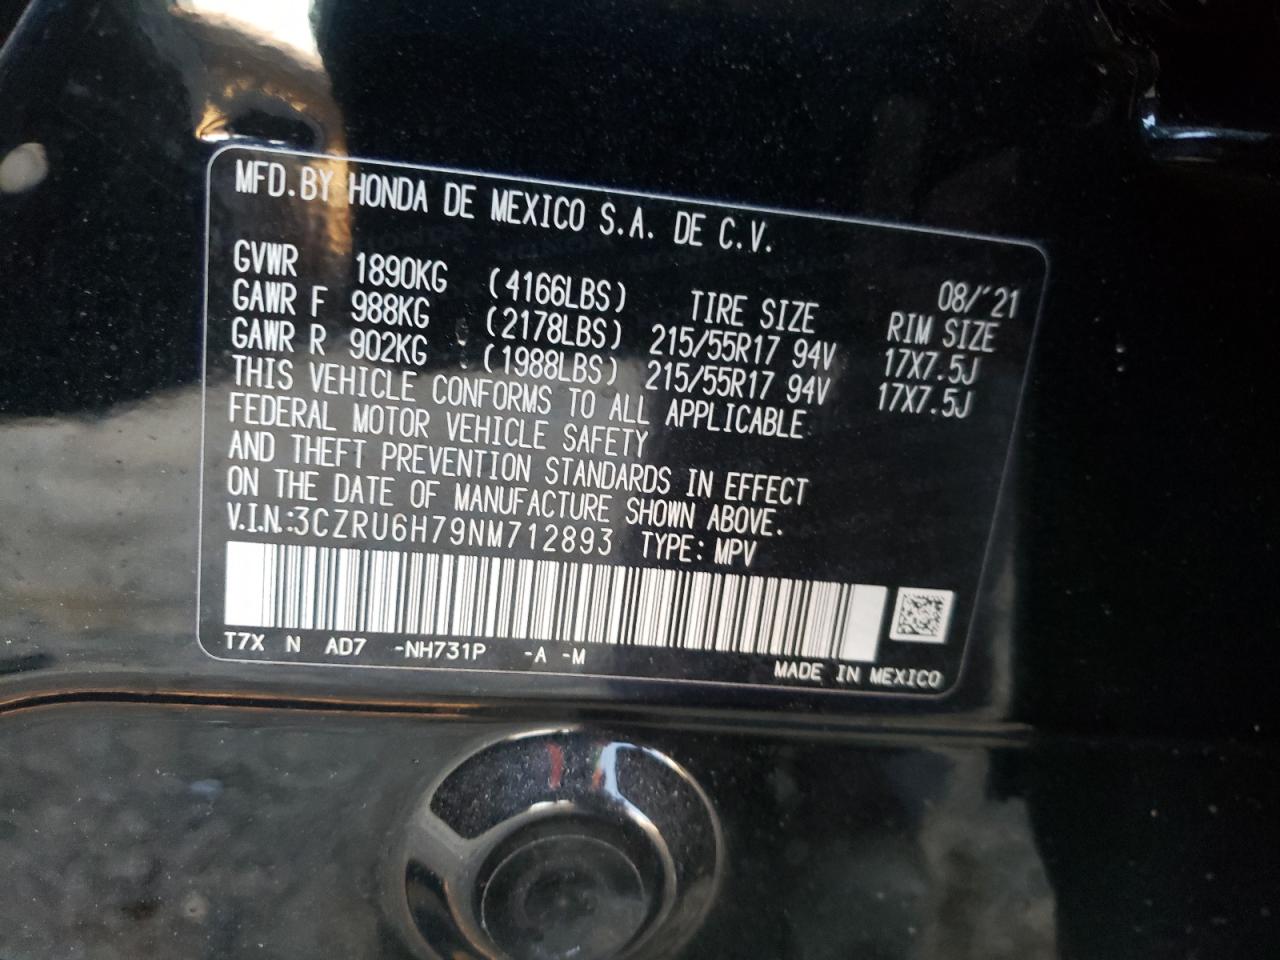 MFD.BY HONDA DE MEXICO S.A. DE C.V.
08/'21
GVWR 1890KG (4166LBS) TIRE SIZE RIM SIZE
GAWR F 988KG (2178LBS) 215/55R17 94V 17X7.5J
GAWR R 902KG (1988LBS) 215/55R17 94V 17X7.5J
THIS VEHICLE CONFORMS TO ALL APPLICABLE
FEDERAL MOTOR VEHICLE SAFETY
AND THEFT PREVENTION STANDARDS IN EFFECT
ON THE DATE OF MANUFACTURE SHOWN ABOVE.
V.I.N.:3CZRU6H79NM712893 TYPE: MPV
T7X N AD7 -NH731P -A -M
MADE IN MEXICO